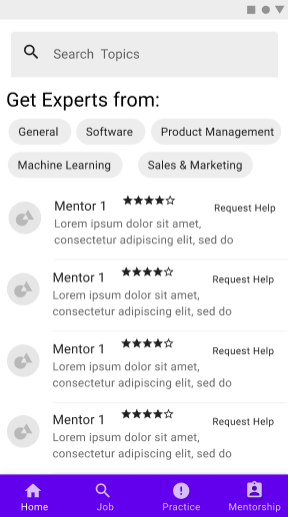 Search Topics
Get Experts from:
General Software Product Management
Machine Learning Sales & Marketing
Mentor 1
Request Help
Lorem ipsum dolor sit amet,
consectetur adipiscing elit, sed do
Mentor 1
Request Help
Lorem ipsum dolor sit amet,
consectetur adipiscing elit, sed do
Mentor 1
Request Help
Lorem ipsum dolor sit amet,
consectetur adipiscing elit, sed do
Mentor 1
Request Help
Lorem ipsum dolor sit amet,
consectetur adipiscing elit, sed do
Home Job Practice Mentorship